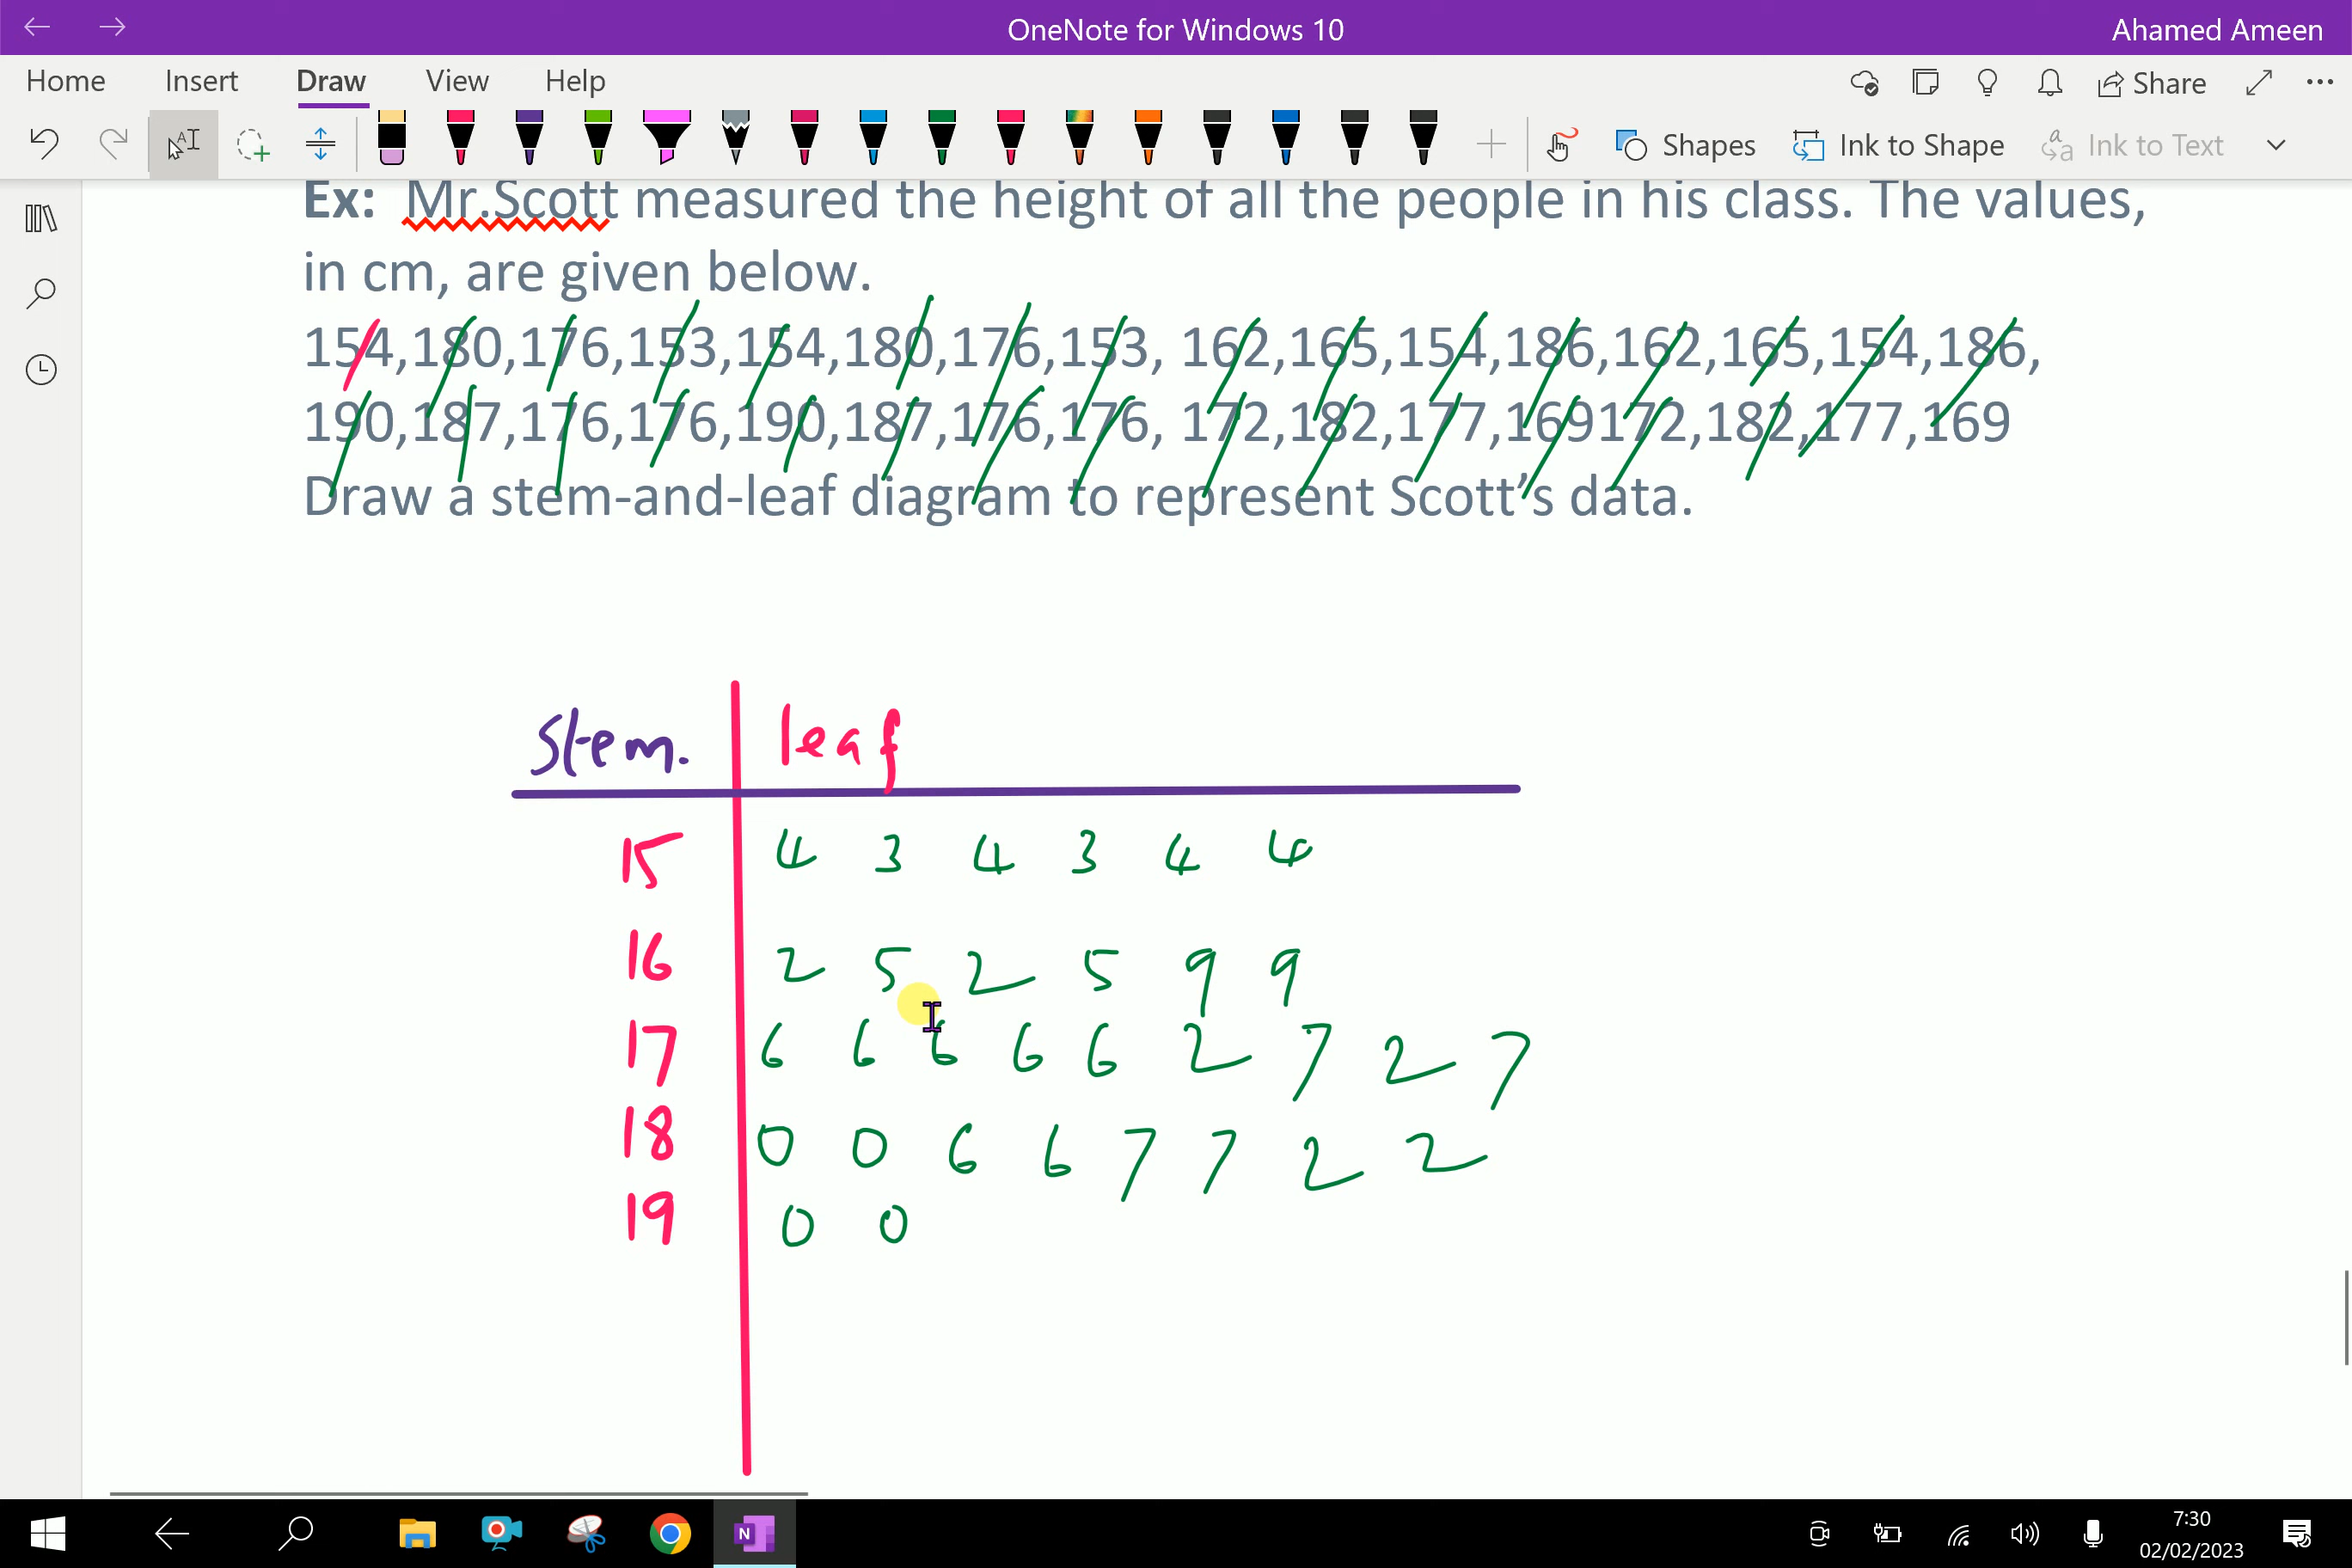 OneNote for Windows 10
Ahamed Ameen
Home Insert Draw View Help Share
Shapes Ink to Shape Ink to Text
Ex: Mr.Scott measured the height of all the people in his class. The values,
in cm, are given below.
154,180,176,153,154,180,176,153, 162,165,154,186,162,165,154,186,
190,187,176,176,190,187,176,176, 172,182,177,169172,182,177,169
Draw a stem-and-leaf diagram to represent Scott’s data.
Stem. leaf
15 4 3 4 3 4 4
16 2 5 2 5 9 9
17 6 6 6 6 6 2 7 2 7
18 0 0 6 6 7 7 2 2
19 0 0
7:30
02/02/2023